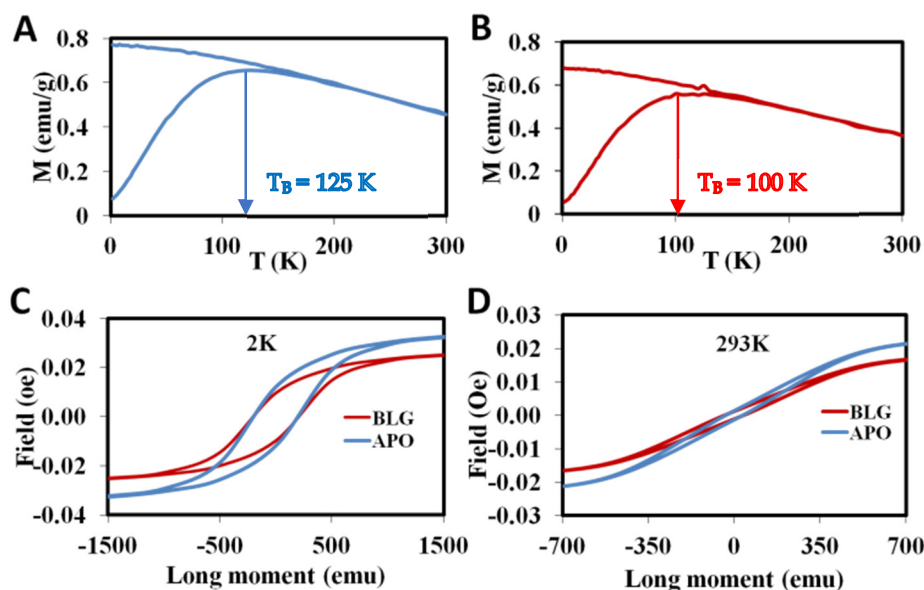 A
0.8
0.6
0.4
0.2
0
M (emu/g)
T_B = 125 K
0 100 200 300
T (K)
B
0.8
0.6
0.4
0.2
0
M (emu/g)
T_B = 100 K
0 100 200 300
T (K)
C
0.04
0.02
0.00
-0.02
-0.04
Field (oe)
2K
BLG
APO
-1500 -500 500 1500
Long moment (emu)
D
0.03
0.02
0.01
0.00
-0.01
-0.02
-0.03
Field (Oe)
293K
BLG
APO
-700 -350 0 350 700
Long moment (emu)